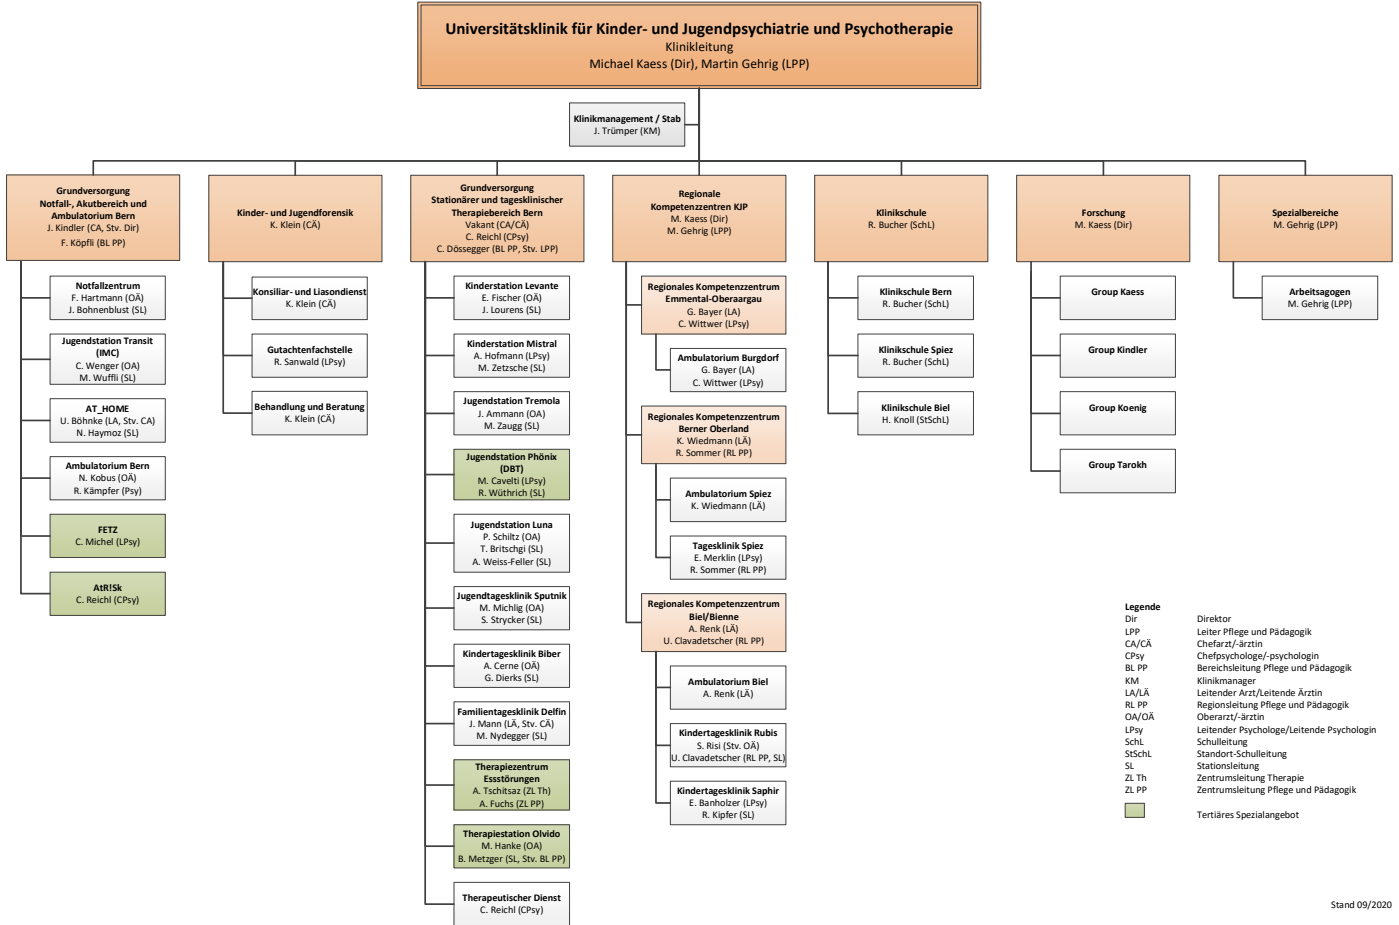 Universitätsklinik für Kinder- und Jugendpsychiatrie und Psychotherapie
Klinikleitung
Michael Kaess (Dir), Martin Gehrig (LPP)
Klinikmanagement / Stab
J. Trümper (KM)
Grundversorgung
Notfall-, Akutbereich und
Ambulatorium Bern
J. Kindler (CA, Stv. Dir)
F. Köpfli (BL PP)
Notfallzentrum
F. Hartmann (OÄ)
J. Bohnenblust (SL)
Jugendstation Transit
(IMC)
C. Wenger (OA)
M. Wuffli (SL)
AT_HOME
U. Böhnke (LA, Stv. CA)
N. Haymoz (SL)
Ambulatorium Bern
N. Kobus (OÄ)
R. Kämpfer (Psy)
FETZ
C. Michel (LPsy)
AtR!Sk
C. Reichl (CPsy)
Kinder- und Jugendforensik
K. Klein (CÄ)
Konsiliar- und Liasondienst
K. Klein (CÄ)
Gutachtenfachstelle
R. Sanwald (LPsy)
Behandlung und Beratung
K. Klein (CÄ)
Grundversorgung
Stationärer und tagesklinischer
Therapiebereich Bern
Vakant (CA/CÄ)
C. Reichl (CPsy)
C. Dössegger (BL PP, Stv. LPP)
Kinderstation Levante
E. Fischer (OÄ)
J. Lourens (SL)
Kinderstation Mistral
A. Hofmann (LPsy)
M. Zetzsche (SL)
Jugendstation Tremola
J. Ammann (OA)
M. Zaugg (SL)
Jugendstation Phönix
(DBT)
M. Cavelti (LPsy)
R. Wüthrich (SL)
Jugendstation Luna
P. Schiltz (OA)
T. Britschgi (SL)
A. Weiss-Feller (SL)
Jugendtagesklinik Sputnik
M. Michlig (OA)
S. Strycker (SL)
Kindertagesklinik Biber
A. Cerne (OÄ)
G. Dierks (SL)
Familientagesklinik Delfin
J. Mann (LÄ, Stv. CÄ)
M. Nydegger (SL)
Therapiezentrum
Essstörungen
A. Tschitsaz (ZL Th)
A. Fuchs (ZL PP)
Therapiestation Olvido
M. Hanke (OA)
B. Metzger (SL, Stv. BL PP)
Therapeutischer Dienst
C. Reichl (CPsy)
Regionale
Kompetenzzentren KJP
M. Kaess (Dir)
M. Gehrig (LPP)
Regionales Kompetenzzentrum
Emmental-Oberaargau
G. Bayer (LA)
C. Wittwer (LPsy)
Ambulatorium Burgdorf
G. Bayer (LA)
C. Wittwer (LPsy)
Regionales Kompetenzzentrum
Berner Oberland
K. Wiedmann (LÄ)
R. Sommer (RL PP)
Ambulatorium Spiez
K. Wiedmann (LÄ)
Tagesklinik Spiez
E. Merklin (LPsy)
R. Sommer (RL PP)
Regionales Kompetenzzentrum
Biel/Bienne
A. Renk (LÄ)
U. Clavadetscher (RL PP)
Ambulatorium Biel
A. Renk (LÄ)
Kindertagesklinik Rubis
S. Risi (Stv. OÄ)
U. Clavadetscher (RL PP, SL)
Kindertagesklinik Saphir
E. Banholzer (LPsy)
R. Kipfer (SL)
Klinikschule
R. Bucher (SchL)
Klinikschule Bern
R. Bucher (SchL)
Klinikschule Spiez
R. Bucher (SchL)
Klinikschule Biel
H. Knoll (StSchL)
Forschung
M. Kaess (Dir)
Group Kaess
Group Kindler
Group Koenig
Group Tarokh
Spezialbereiche
M. Gehrig (LPP)
Arbeitsagogen
M. Gehrig (LPP)
Legende
Dir Direktor
LPP Leiter Pflege und Pädagogik
CA/CÄ Chefarzt/-ärztin
CPsy Chefpsychologe/-psychologin
BL PP Bereichsleitung Pflege und Pädagogik
KM Klinikmanager
LA/LÄ Leitender Arzt/Leitende Ärztin
RL PP Regionsleitung Pflege und Pädagogik
OA/OÄ Oberarzt/-ärztin
LPsy Leitender Psychologe/Leitende Psychologin
SchL Schulleitung
StSchL Standort-Schulleitung
SL Stationsleitung
ZL Th Zentrumsleitung Therapie
ZL PP Zentrumsleitung Pflege und Pädagogik
Tertiäres Spezialangebot
Stand 09/2020